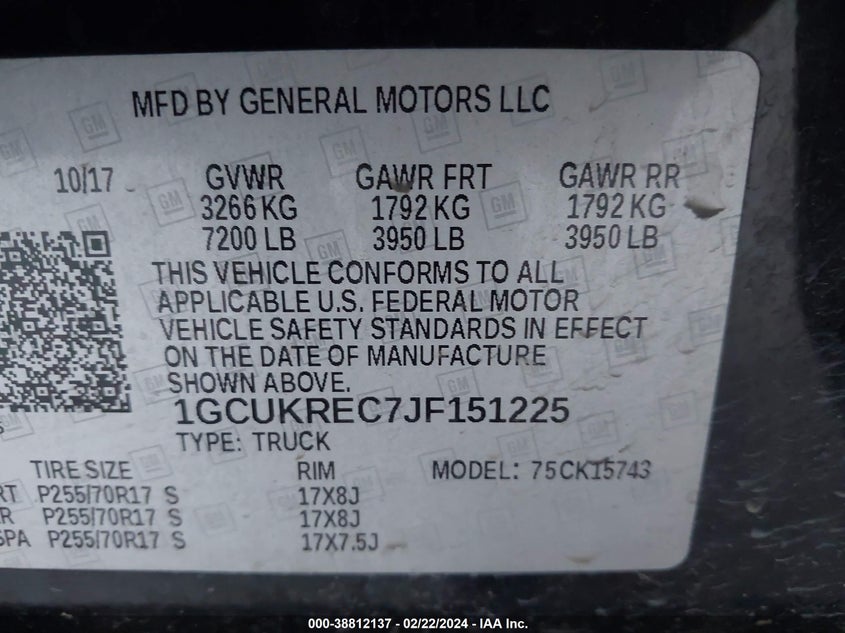 MFD BY GENERAL MOTORS LLC
10/17 GVWR GAWR FRT GAWR RR
3266 KG 1792 KG 1792 KG
7200 LB 3950 LB 3950 LB
THIS VEHICLE CONFORMS TO ALL
APPLICABLE U.S. FEDERAL MOTOR
VEHICLE SAFETY STANDARDS IN EFFECT
ON THE DATE OF MANUFACTURE
SHOWN ABOVE.
1GCUKREC7JF151225
TYPE: TRUCK
TIRE SIZE RIM MODEL: 75CK15743
RT P255/70R17 S 17X8J
R P255/70R17 S 17X8J
SPA P255/70R17 S 17X7.5J
000-38812137 - 02/22/2024 - IAA Inc.